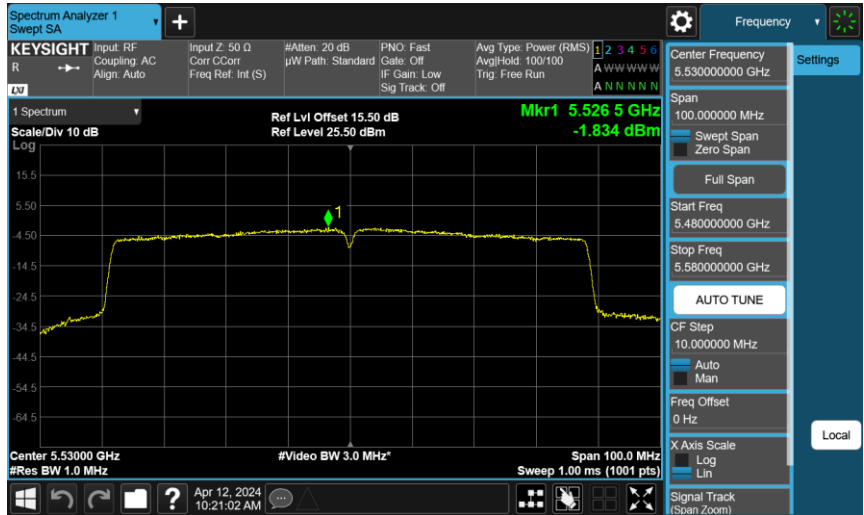 Spectrum Analyzer 1
Swept SA
Frequency
KEYSIGHT
R
LXI
Input: RF
Coupling: AC
Align: Auto
Input Z: 50 Ω
Corr CCorr
Freq Ref: Int (S)
#Atten: 20 dB
µW Path: Standard
PNO: Fast
Gate: Off
IF Gain: Low
Sig Track: Off
Avg Type: Power (RMS)
Avg|Hold: 100/100
Trig: Free Run
1 2 3 4 5 6
A W W W W W
A N N N N N
1 Spectrum
Scale/Div 10 dB
Log
Ref Lvl Offset 15.50 dB
Ref Level 25.50 dBm
Mkr1 5.526 5 GHz
-1.834 dBm
15.5
5.50
-4.50
-14.5
-24.5
-34.5
-44.5
-54.5
-64.5
1
Center 5.53000 GHz
#Res BW 1.0 MHz
#Video BW 3.0 MHz*
Span 100.0 MHz
Sweep 1.00 ms (1001 pts)
?
Apr 12, 2024
10:21:02 AM
Center Frequency
5.530000000 GHz
Span
100.000000 MHz
Swept Span
Zero Span
Full Span
Start Freq
5.480000000 GHz
Stop Freq
5.580000000 GHz
AUTO TUNE
CF Step
10.000000 MHz
Auto
Man
Freq Offset
0 Hz
X Axis Scale
Log
Lin
Signal Track
(Span Zoom)
Settings
Local